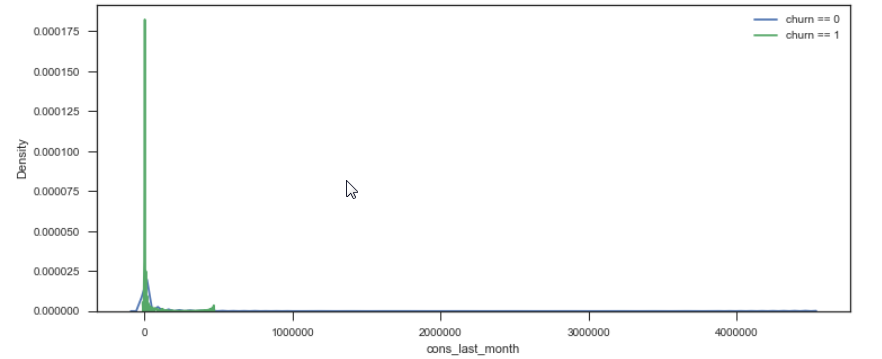 churn == 0
churn == 1
0.000175
0.000150
0.000125
0.000100
0.000075
0.000050
0.000025
0.000000
Density
0 1000000 2000000 3000000 4000000
cons_last_month